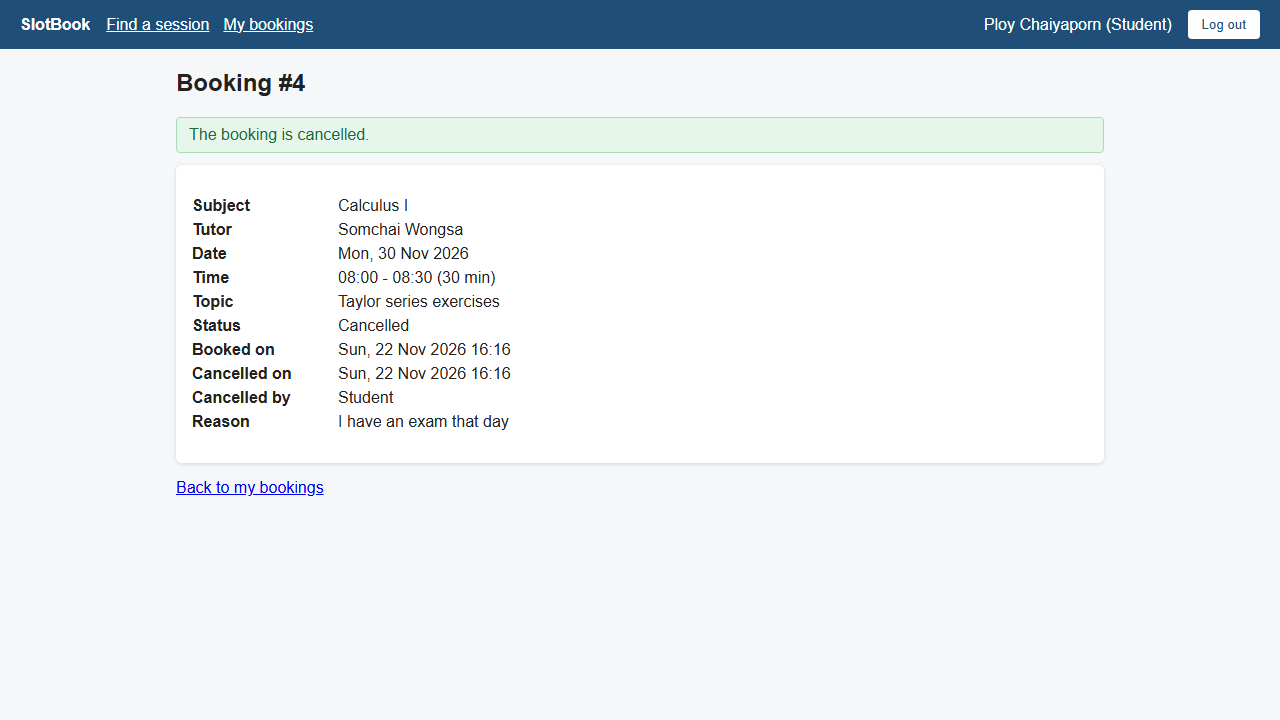 SlotBook Find a session My bookings Ploy Chaiyaporn (Student) Log out
Booking #4
The booking is cancelled.
Subject Calculus I
Tutor Somchai Wongsa
Date Mon, 30 Nov 2026
Time 08:00 - 08:30 (30 min)
Topic Taylor series exercises
Status Cancelled
Booked on Sun, 22 Nov 2026 16:16
Cancelled on Sun, 22 Nov 2026 16:16
Cancelled by Student
Reason I have an exam that day
Back to my bookings